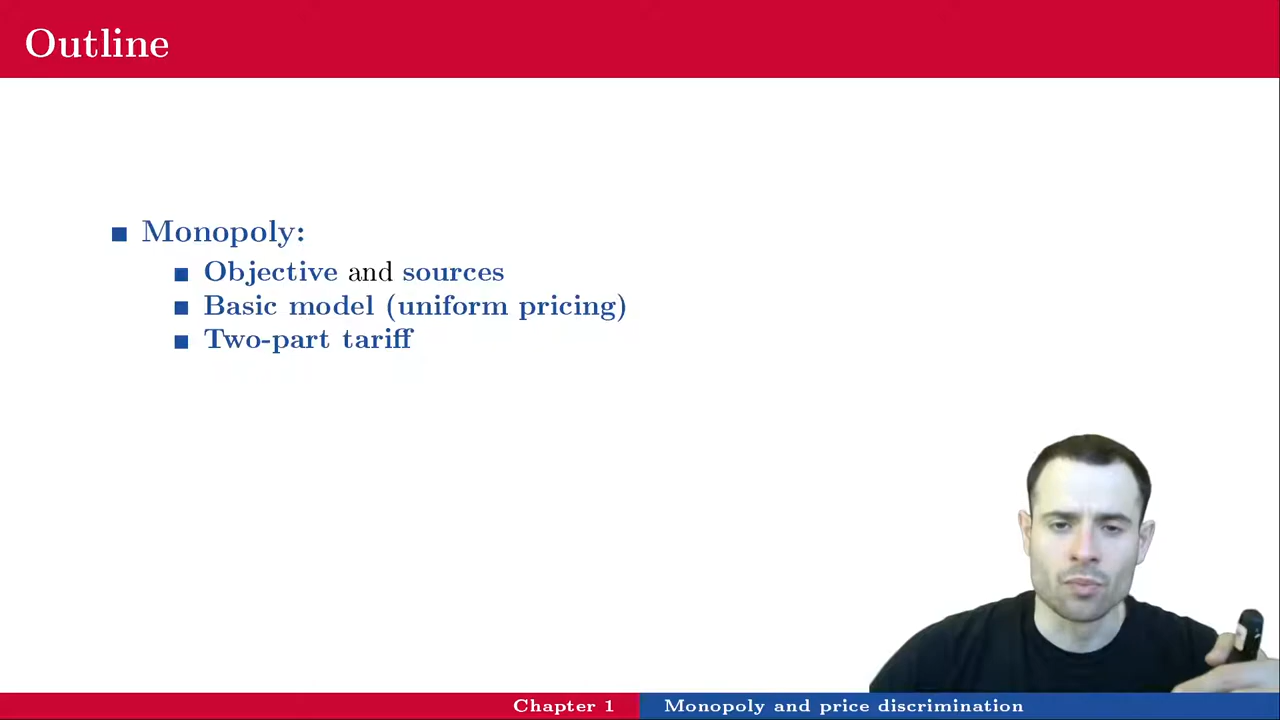 Outline
Monopoly:
Objective and sources
Basic model (uniform pricing)
Two-part tariff
Chapter 1
Monopoly and price discrimination